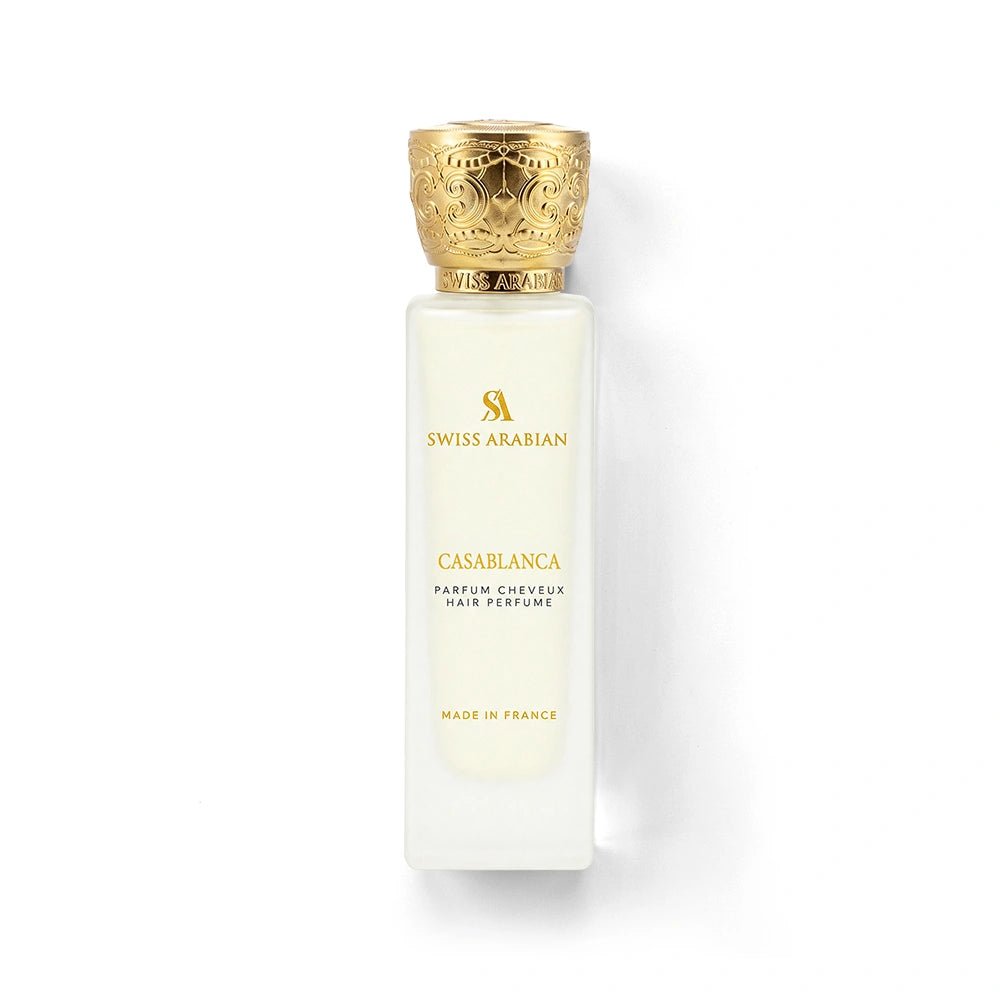 SWISS ARABIAN
SA
SWISS ARABIAN
CASABLANCA
PARFUM CHEVEUX
HAIR PERFUME
MADE IN FRANCE